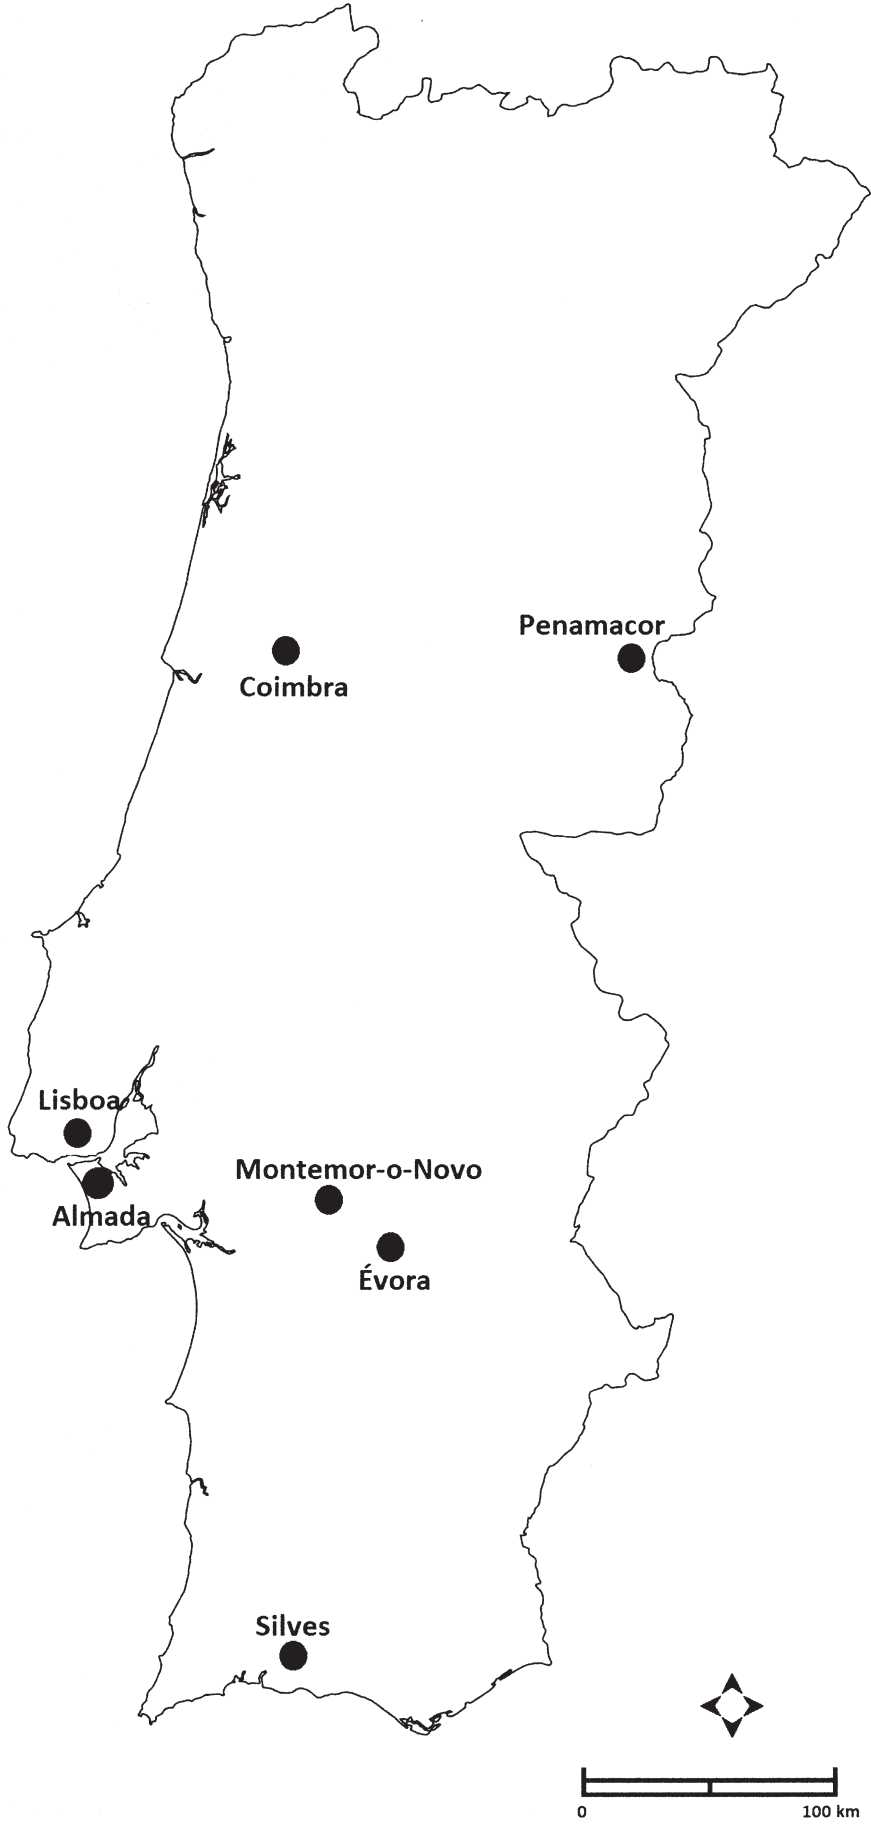 Penamacor
Coimbra
Lisboa
Montemor-o-Novo
Almada
Évora
Silves
0
100 km